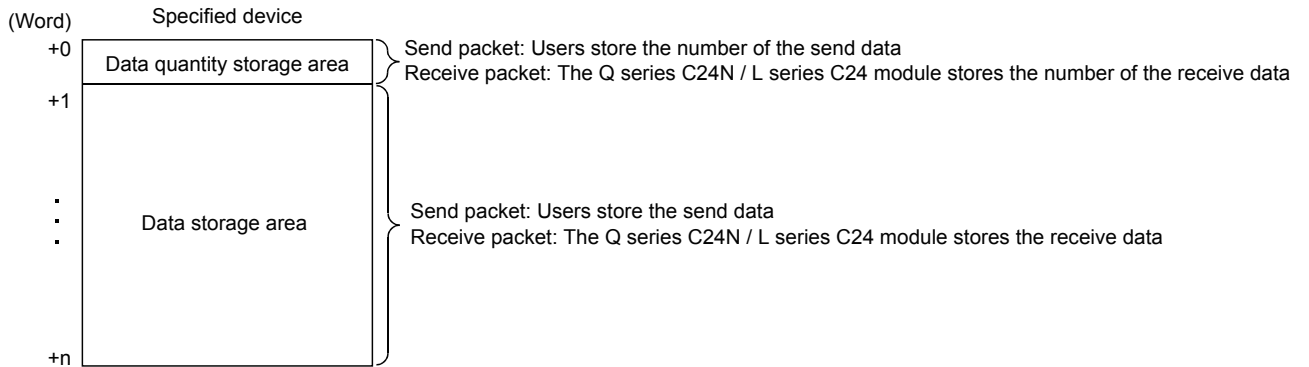 (Word) Specified device
+0
Data quantity storage area
Send packet: Users store the number of the send data
Receive packet: The Q series C24N / L series C24 module stores the number of the receive data
+1
.
.
.
Data storage area
Send packet: Users store the send data
Receive packet: The Q series C24N / L series C24 module stores the receive data
+n